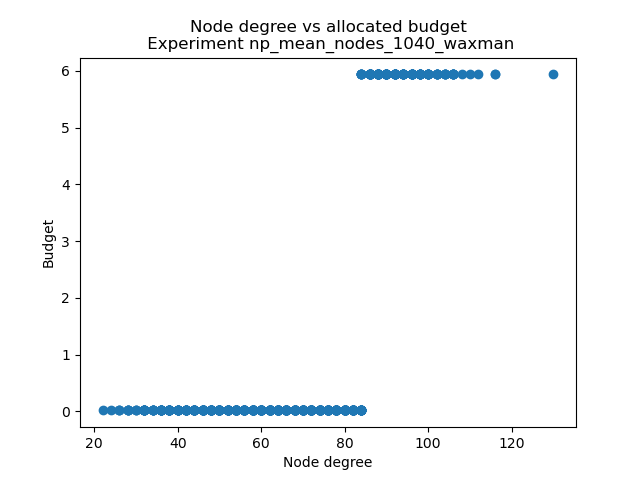 Node degree vs allocated budget
Experiment np_mean_nodes_1040_waxman
6
5
4
3
2
1
0
Budget
20 40 60 80 100 120
Node degree